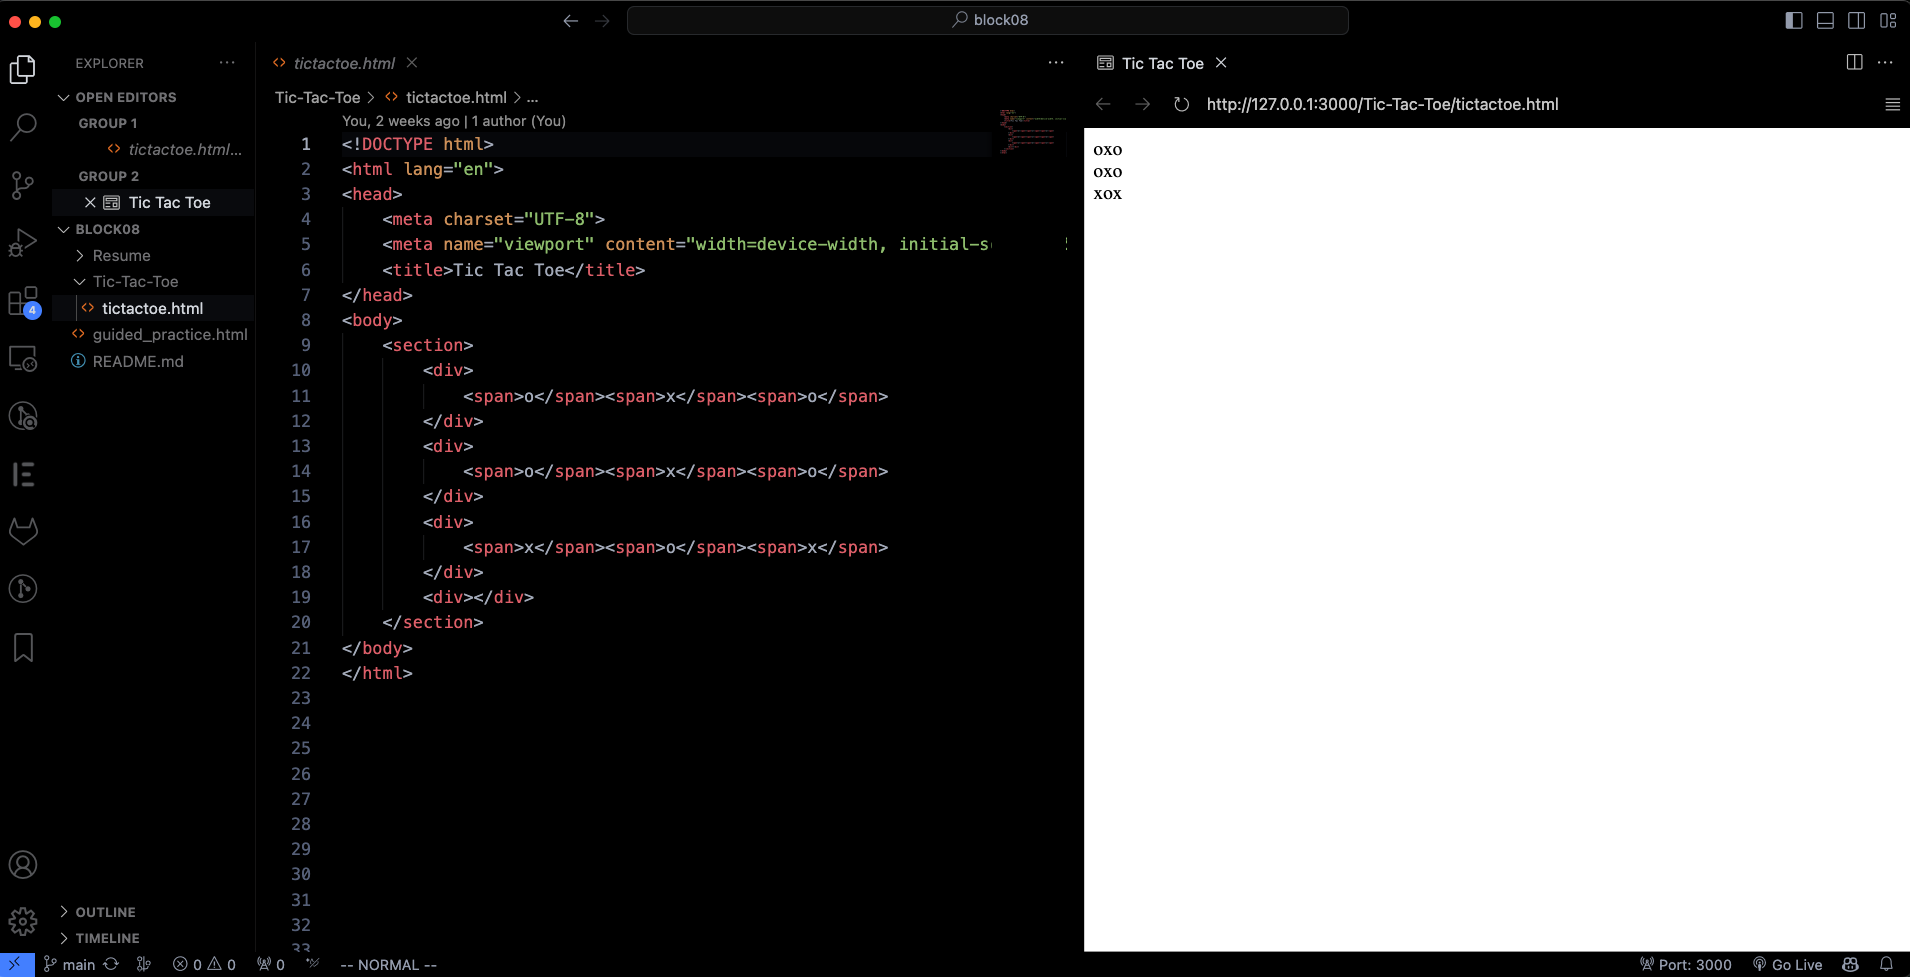 block08
EXPLORER
OPEN EDITORS
GROUP 1
tictactoe.html...
GROUP 2
Tic Tac Toe
BLOCK08
Resume
Tic-Tac-Toe
tictactoe.html
guided_practice.html
README.md
OUTLINE
TIMELINE
4
tictactoe.html
Tic-Tac-Toe > tictactoe.html > ...
You, 2 weeks ago | 1 author (You)
1 <!DOCTYPE html>
2 <html lang="en">
3 <head>
4 <meta charset="UTF-8">
5 <meta name="viewport" content="width=device-width,
6 <title>Tic Tac Toe</title>
7 </head>
8 <body>
9 <section>
10 <div>
11 <span>o</span><span>x</span><span>o</span>
12 </div>
13 <div>
14 <span>o</span><span>x</span><span>o</span>
15 </div>
16 <div>
17 <span>x</span><span>o</span><span>x</span>
18 </div>
19 <div></div>
20 </section>
21 </body>
22 </html>
23
24
25
26
27
28
29
30
31
32
33
Tic Tac Toe
http://127.0.0.1:3000/Tic-Tac-Toe/tictactoe.html
oxo
oxo
xox
main 0 0 0 -- NORMAL -- Port: 3000 Go Live